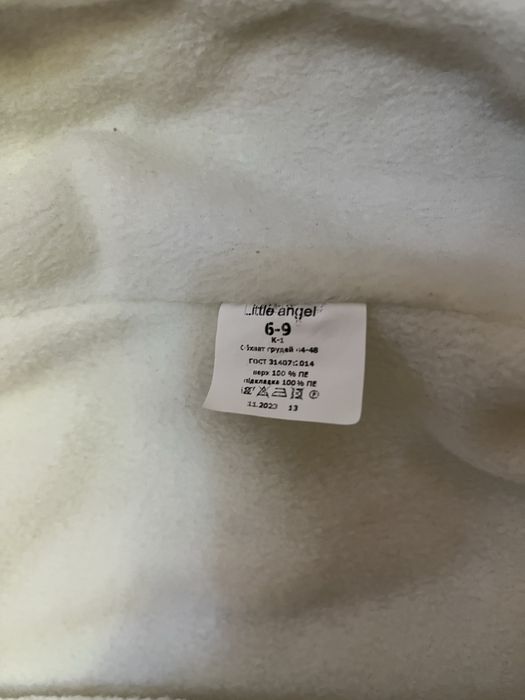 Little angel
6-9
К-1
Обхват грудей 44-48
ГОСТ 31407:2014
верх 100 % ПЕ
підкладка 100 % ПЕ
11.2023 13